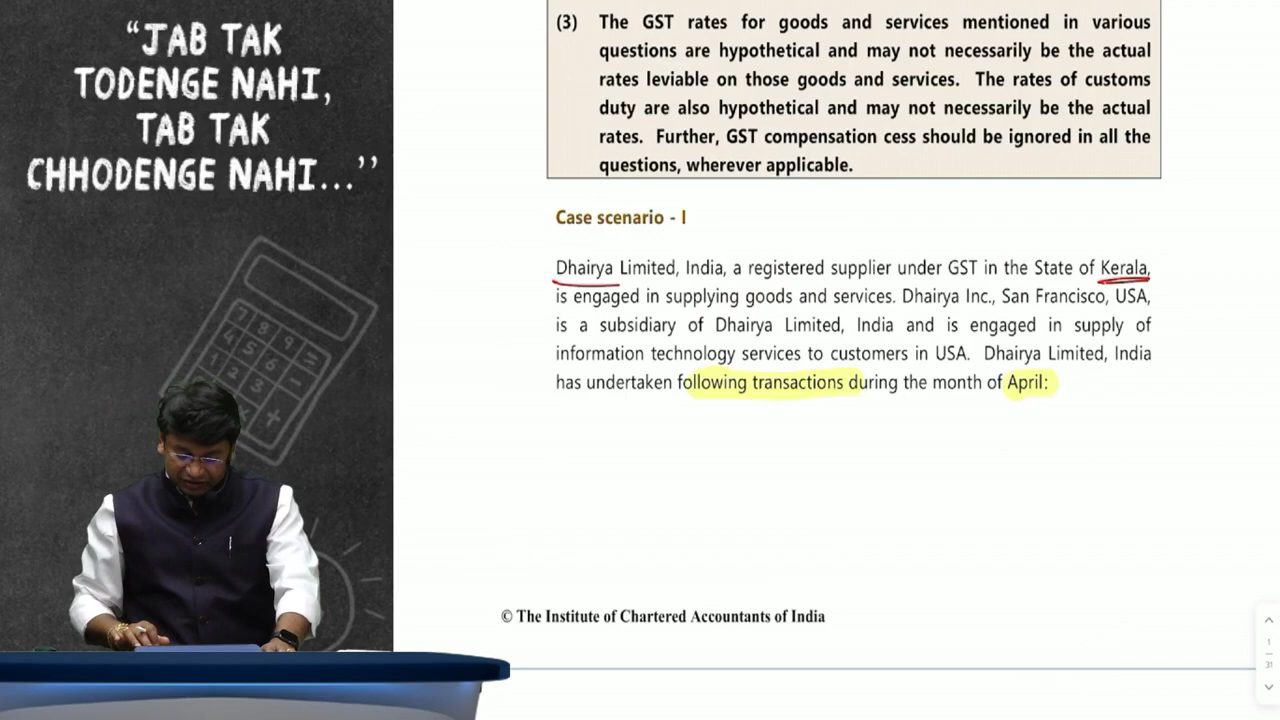 “JAB TAK
TODENGE NAHI,
TAB TAK
CHHODENGE NAHI...’’
(3) The GST rates for goods and services mentioned in various
questions are hypothetical and may not necessarily be the actual
rates leviable on those goods and services. The rates of customs
duty are also hypothetical and may not necessarily be the actual
rates. Further, GST compensation cess should be ignored in all the
questions, wherever applicable.
Case scenario - I
Dhairya Limited, India, a registered supplier under GST in the State of Kerala,
is engaged in supplying goods and services. Dhairya Inc., San Francisco, USA,
is a subsidiary of Dhairya Limited, India and is engaged in supply of
information technology services to customers in USA. Dhairya Limited, India
has undertaken following transactions during the month of April:
© The Institute of Chartered Accountants of India
1
31